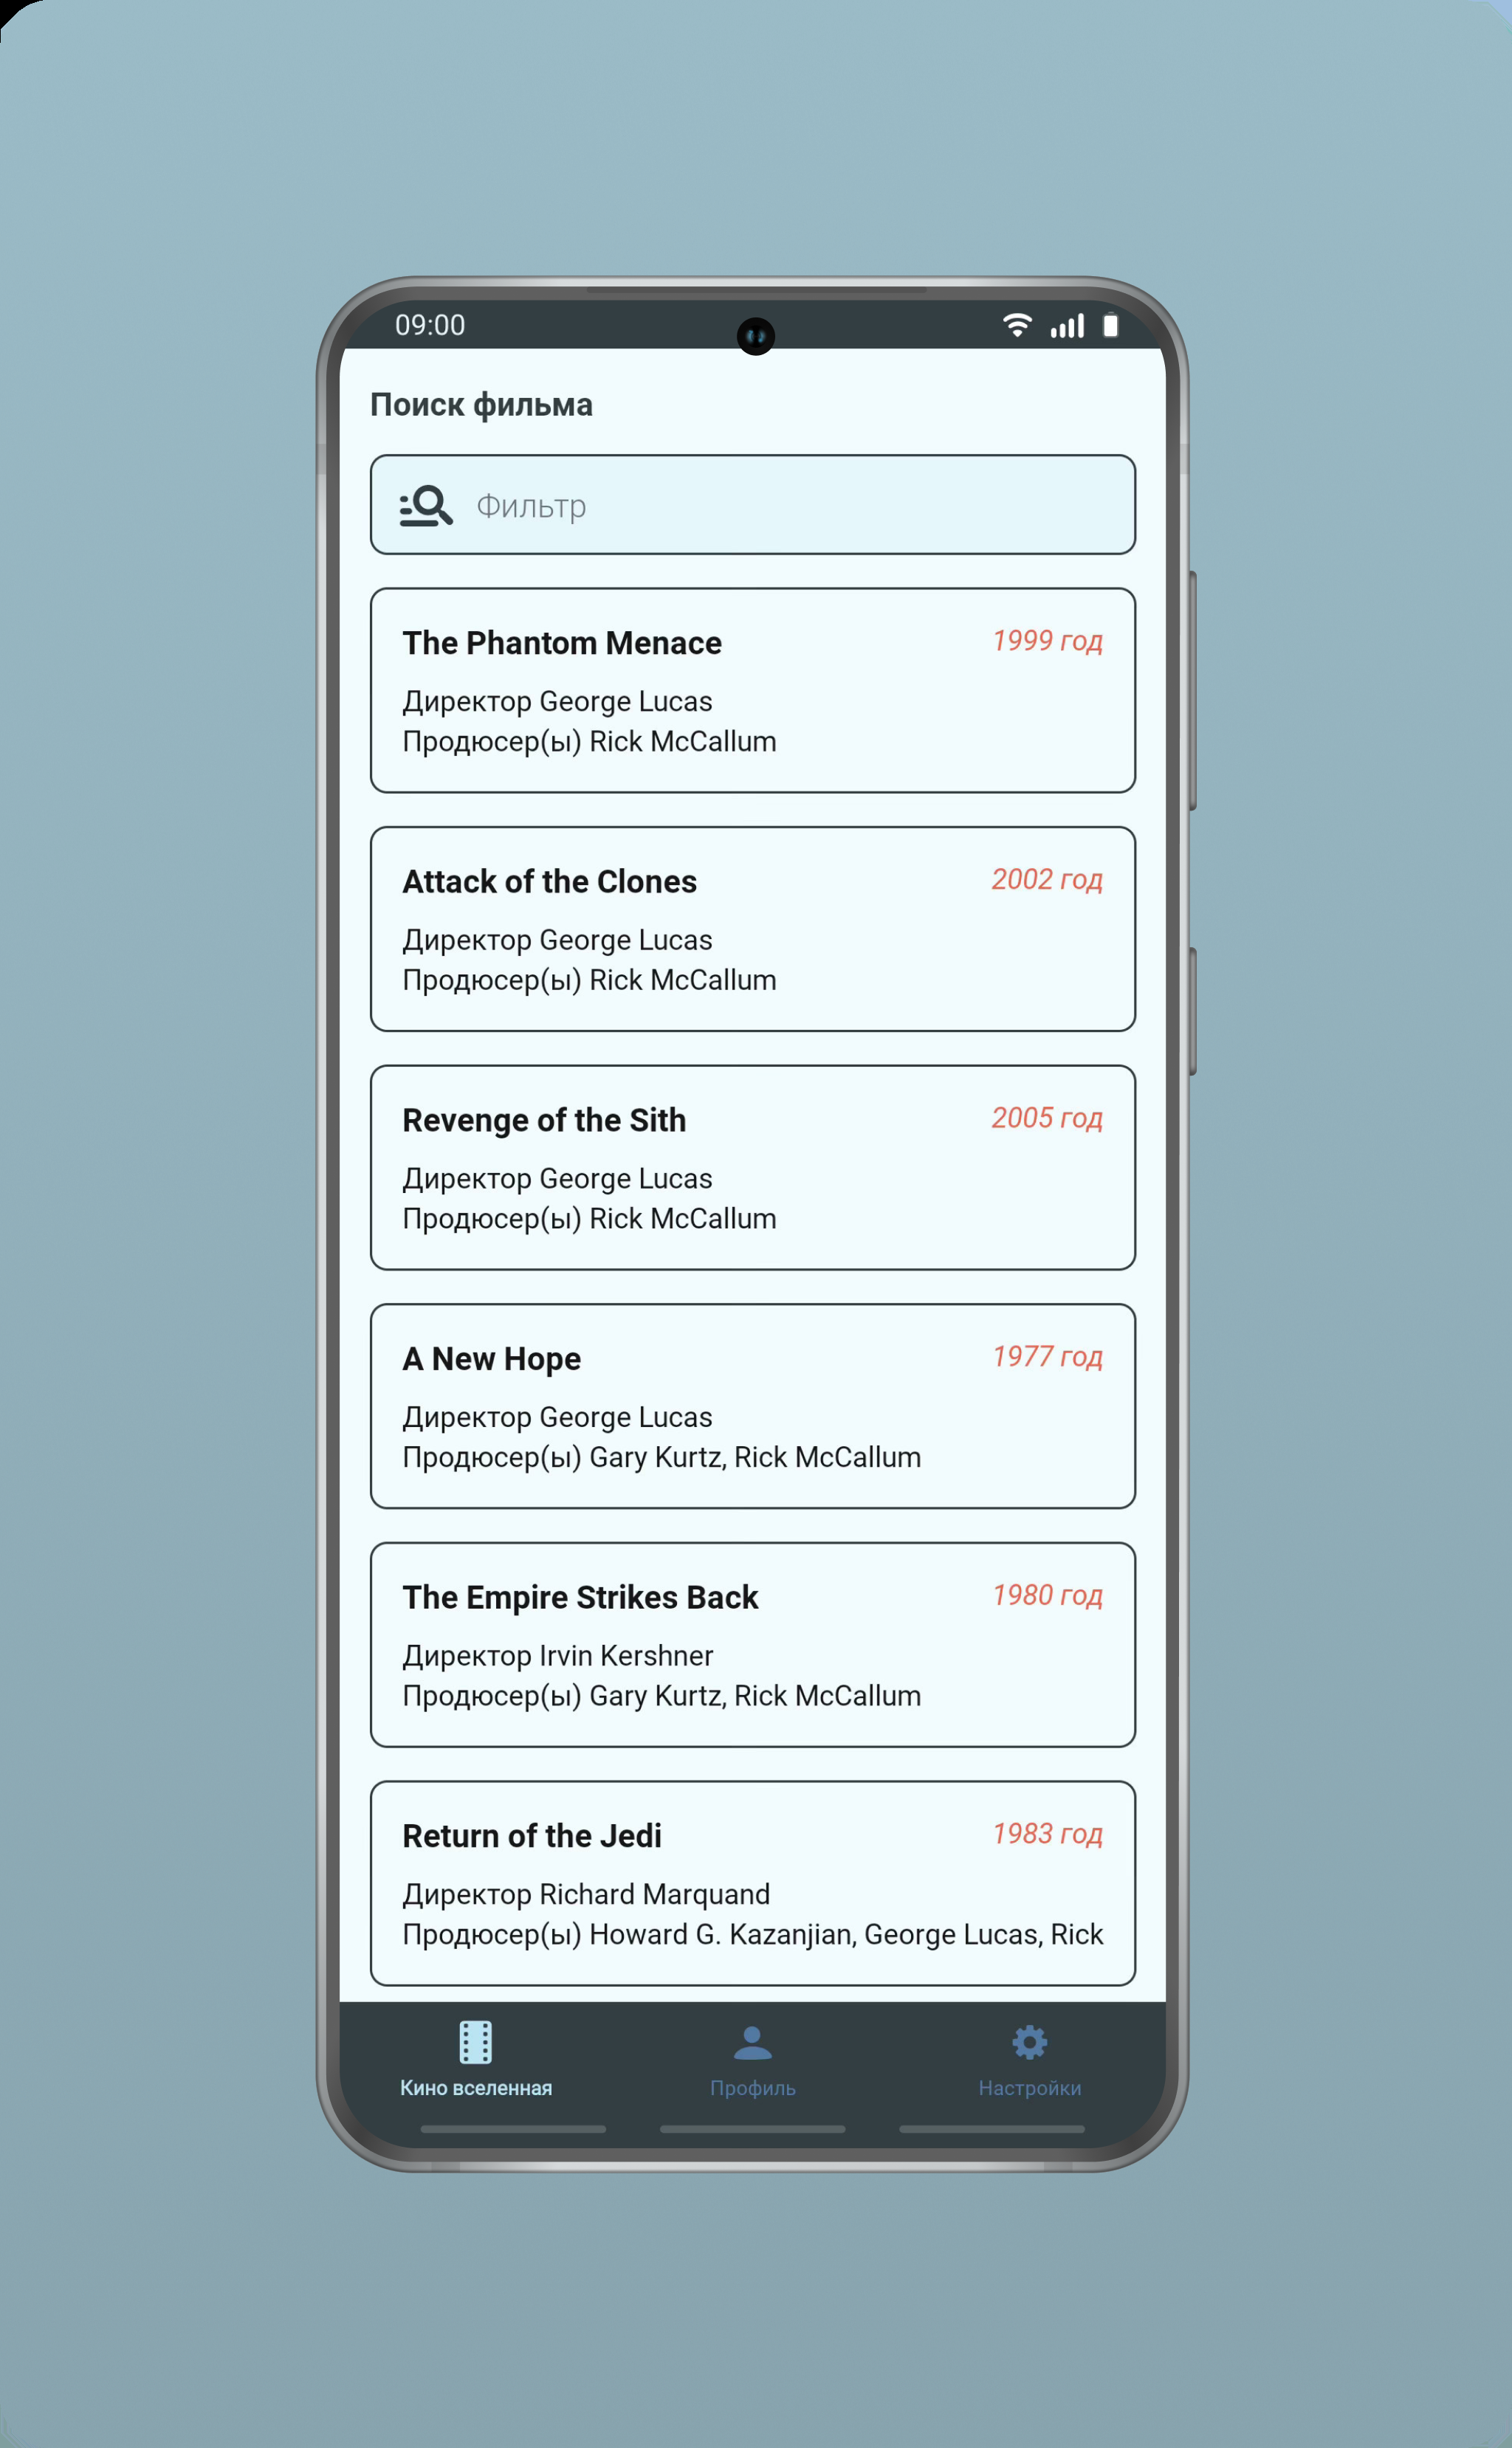 09:00
Поиск фильма
Фильтр
The Phantom Menace
1999 год
Директор George Lucas
Продюсер(ы) Rick McCallum
Attack of the Clones
2002 год
Директор George Lucas
Продюсер(ы) Rick McCallum
Revenge of the Sith
2005 год
Директор George Lucas
Продюсер(ы) Rick McCallum
A New Hope
1977 год
Директор George Lucas
Продюсер(ы) Gary Kurtz, Rick McCallum
The Empire Strikes Back
1980 год
Директор Irvin Kershner
Продюсер(ы) Gary Kurtz, Rick McCallum
Return of the Jedi
1983 год
Директор Richard Marquand
Продюсер(ы) Howard G. Kazanjian, George Lucas, Rick
Кино вселенная
Профиль
Настройки